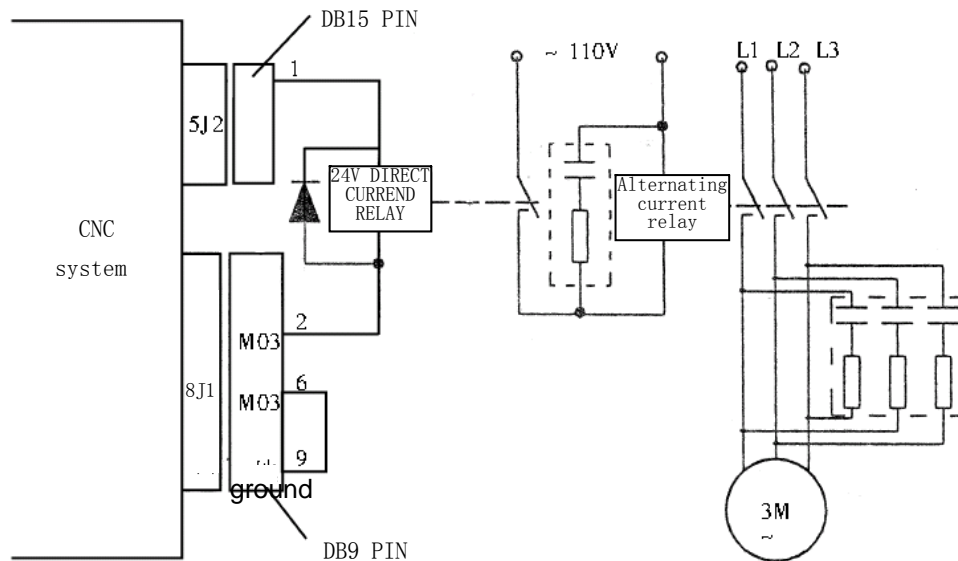 DB15 PIN
1
~ 110V
L1 L2 L3
5J2
24V DIRECT
CURREND
RELAY
Alternating
current
relay
CNC
system
2
M03
8J1
6
M03
9
ground
3M
~
DB9 PIN